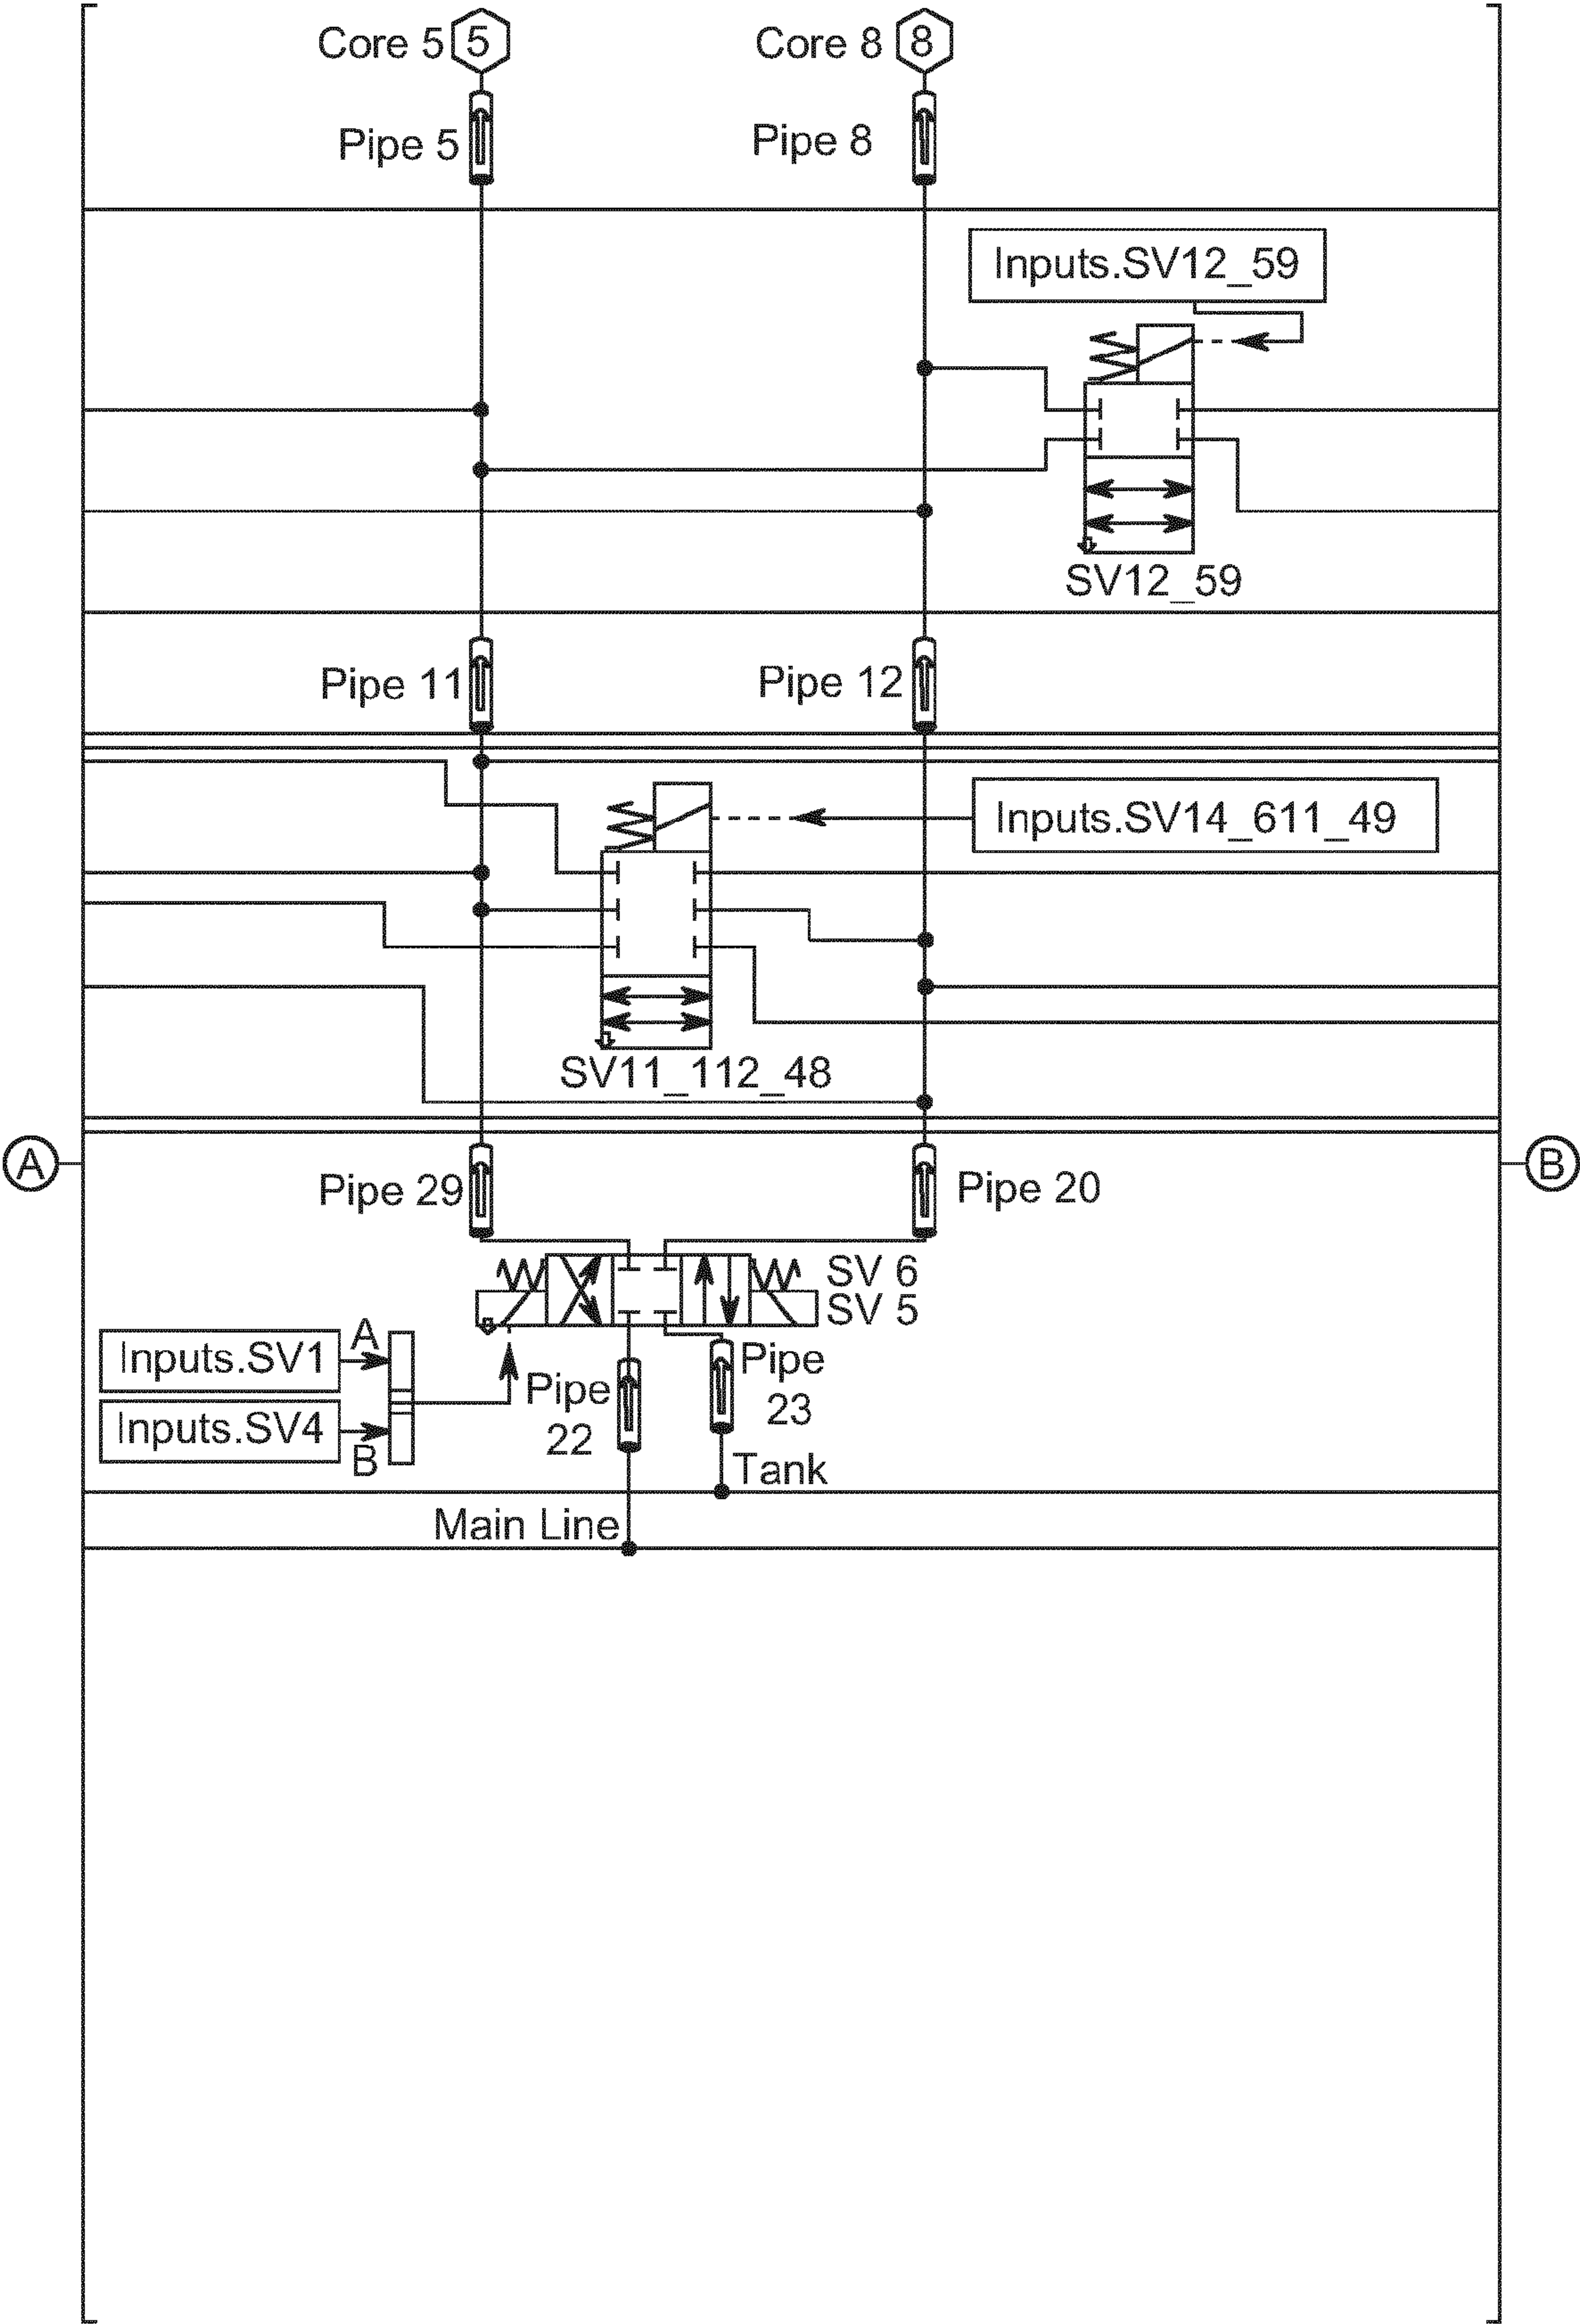 Core 5 5
Core 8 8
Pipe 5
Pipe 8
Inputs.SV12_59
SV12_59
Pipe 11
Pipe 12
Inputs.SV14_611_49
SV11_112_48
A
B
Pipe 29
Pipe 20
SV 6
SV 5
Inputs.SV1
A
Inputs.SV4
B
Pipe
22
Pipe
23
Tank
Main Line